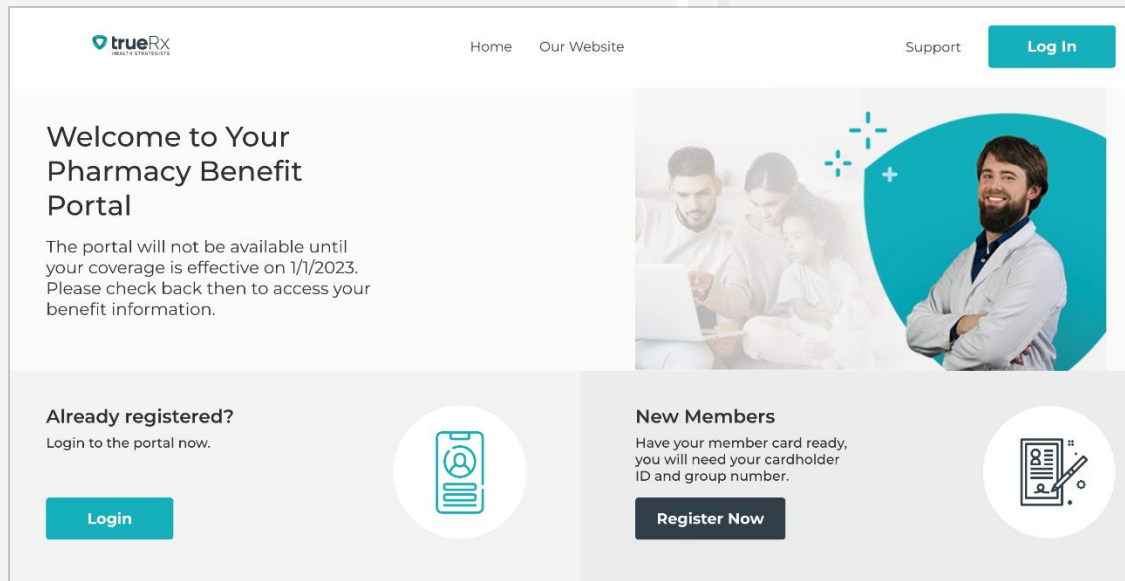 trueRx
HEALTH STRATEGISTS
Home Our Website
Support Log In
Welcome to Your
Pharmacy Benefit
Portal
The portal will not be available until
your coverage is effective on 1/1/2023.
Please check back then to access your
benefit information.
Already registered?
Login to the portal now.
Login
New Members
Have your member card ready,
you will need your cardholder
ID and group number.
Register Now